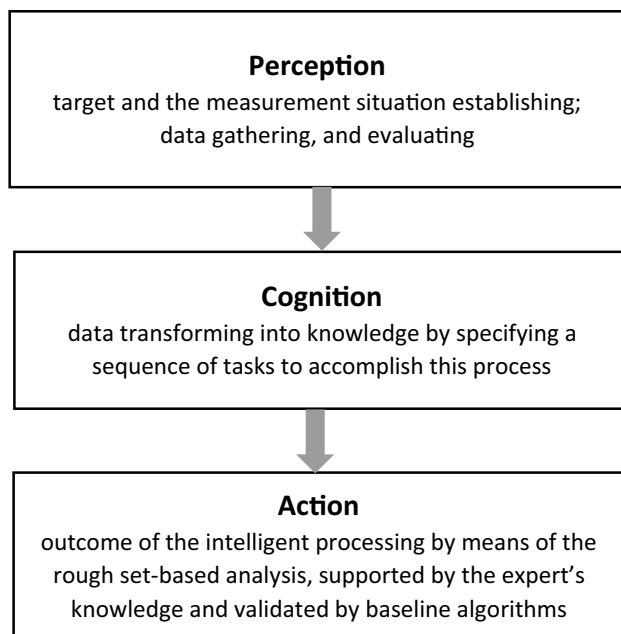 Perception
target and the measurement situation establishing;
data gathering, and evaluating
Cognition
data transforming into knowledge by specifying a
sequence of tasks to accomplish this process
Action
outcome of the intelligent processing by means of the
rough set-based analysis, supported by the expert's
knowledge and validated by baseline algorithms